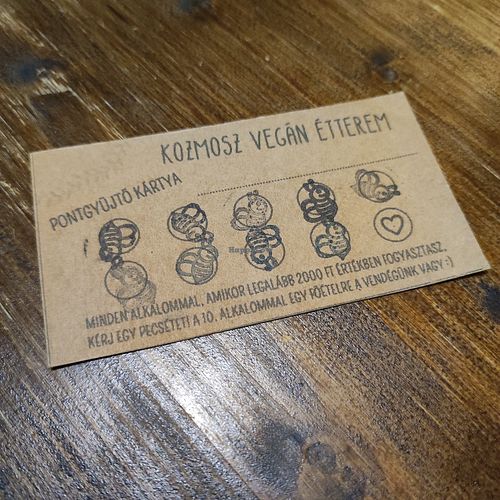 KOZMOSZ VEGÁN ÉTTEREM
PONTGYŰJTŐ KÁRTYA
MINDEN ALKALOMMAL, AMIKOR LEGALÁBB 2000 FT ÉRTÉKBEN FOGYASZTASZ,
KÉRJ EGY PECSÉTET! A 10. ALKALOMMAL EGY FŐÉTELRE A VENDÉGÜNK VAGY :)